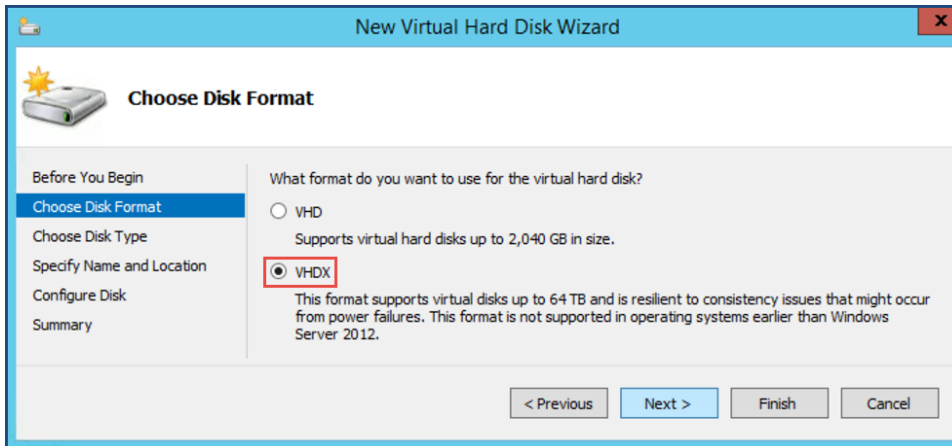 New Virtual Hard Disk Wizard
x
Choose Disk Format
Before You Begin
Choose Disk Format
Choose Disk Type
Specify Name and Location
Configure Disk
Summary
What format do you want to use for the virtual hard disk?
VHD
Supports virtual hard disks up to 2,040 GB in size.
VHDX
This format supports virtual disks up to 64 TB and is resilient to consistency issues that might occur
from power failures. This format is not supported in operating systems earlier than Windows
Server 2012.
< Previous
Next >
Finish
Cancel